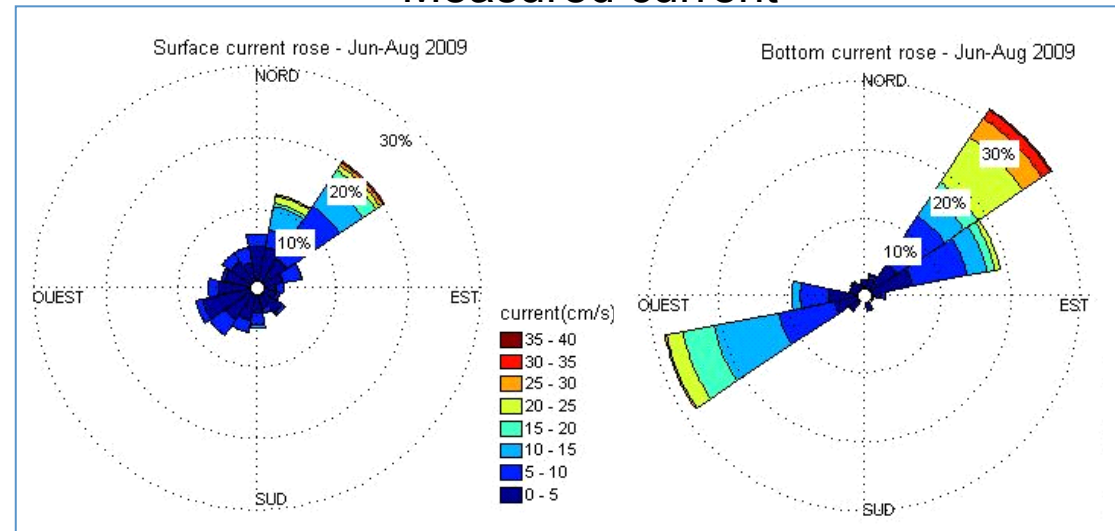 Measured current
Surface current rose - Jun-Aug 2009
NORD
30%
20%
10%
OUEST
EST
SUD
current(cm/s)
35 - 40
30 - 35
25 - 30
20 - 25
15 - 20
10 - 15
5 - 10
0 - 5
Bottom current rose - Jun-Aug 2009
NORD
30%
20%
10%
OUEST
EST
SUD